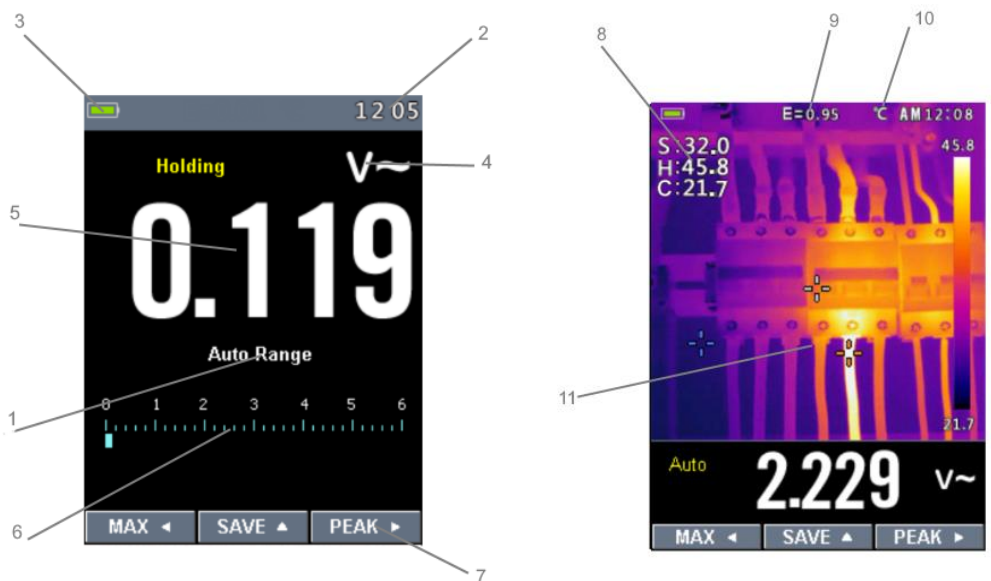 3
2
12:05
Holding
V~
4
5
0.119
Auto Range
1
0 1 2 3 4 5 6
6
MAX ◄ SAVE ▲ PEAK ►
7
8
9
10
E=0.95 ℃ AM 12:08
S:32.0
H:45.8
C:21.7
45.8
11
21.7
Auto
2.229
V~
MAX ◄ SAVE ▲ PEAK ►